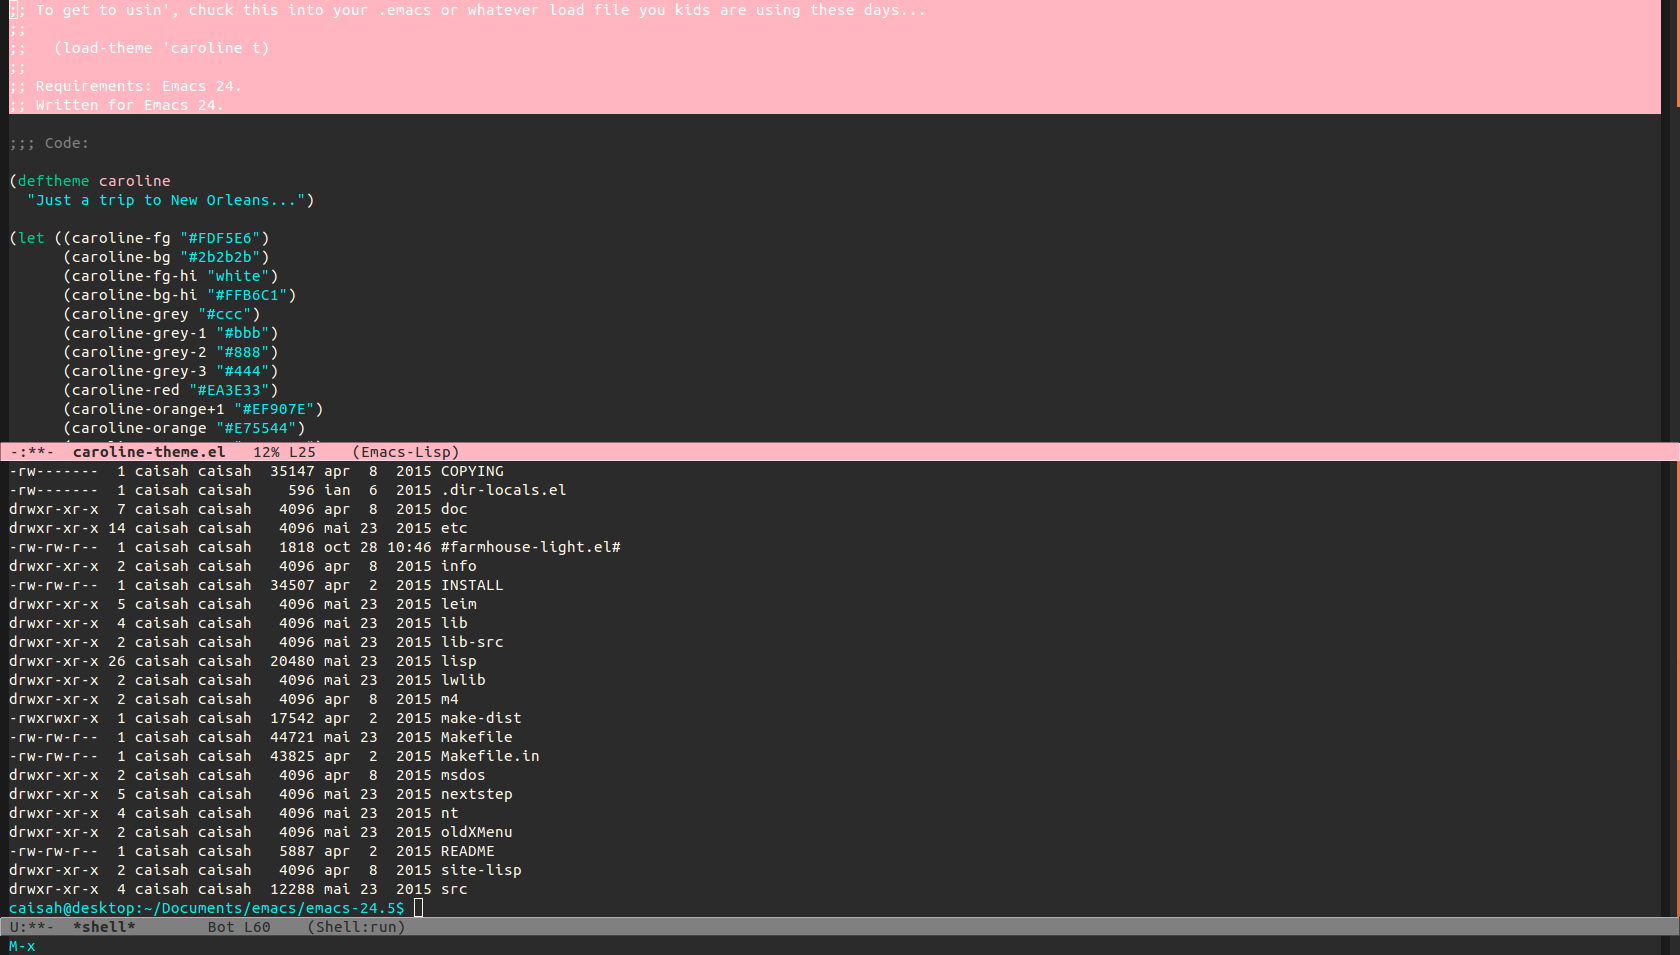 ;; To get to usin', chuck this into your .emacs or whatever load file you kids are using these days...
;;
;;   (load-theme 'caroline t)
;;
;; Requirements: Emacs 24.
;; Written for Emacs 24.
;;; Code:
(deftheme caroline
  "Just a trip to New Orleans...")
(let ((caroline-fg "#FDF5E6")
      (caroline-bg "#2b2b2b")
      (caroline-fg-hi "white")
      (caroline-bg-hi "#FFB6C1")
      (caroline-grey "#ccc")
      (caroline-grey-1 "#bbb")
      (caroline-grey-2 "#888")
      (caroline-grey-3 "#444")
      (caroline-red "#EA3E33")
      (caroline-orange+1 "#EF907E")
      (caroline-orange "#E75544")
-:**-  caroline-theme.el   12% L25    (Emacs-Lisp)
-rw-------  1 caisah caisah  35147 apr  8  2015 COPYING
-rw-------  1 caisah caisah    596 ian  6  2015 .dir-locals.el
drwxr-xr-x  7 caisah caisah   4096 apr  8  2015 doc
drwxr-xr-x 14 caisah caisah   4096 mai 23  2015 etc
-rw-rw-r--  1 caisah caisah   1818 oct 28 10:46 #farmhouse-light.el#
drwxr-xr-x  2 caisah caisah   4096 apr  8  2015 info
-rw-rw-r--  1 caisah caisah  34507 apr  2  2015 INSTALL
drwxr-xr-x  5 caisah caisah   4096 mai 23  2015 leim
drwxr-xr-x  4 caisah caisah   4096 mai 23  2015 lib
drwxr-xr-x  2 caisah caisah   4096 mai 23  2015 lib-src
drwxr-xr-x 26 caisah caisah  20480 mai 23  2015 lisp
drwxr-xr-x  2 caisah caisah   4096 mai 23  2015 lwlib
drwxr-xr-x  2 caisah caisah   4096 apr  8  2015 m4
-rwxrwxr-x  1 caisah caisah  17542 apr  2  2015 make-dist
-rw-rw-r--  1 caisah caisah  44721 mai 23  2015 Makefile
-rw-rw-r--  1 caisah caisah  43825 apr  2  2015 Makefile.in
drwxr-xr-x  2 caisah caisah   4096 apr  8  2015 msdos
drwxr-xr-x  5 caisah caisah   4096 mai 23  2015 nextstep
drwxr-xr-x  4 caisah caisah   4096 mai 23  2015 nt
drwxr-xr-x  2 caisah caisah   4096 mai 23  2015 oldXMenu
-rw-rw-r--  1 caisah caisah   5887 apr  2  2015 README
drwxr-xr-x  2 caisah caisah   4096 apr  8  2015 site-lisp
drwxr-xr-x  4 caisah caisah  12288 mai 23  2015 src
caisah@desktop:~/Documents/emacs/emacs-24.5$
U:**-  *shell*        Bot L60    (Shell:run)
M-x